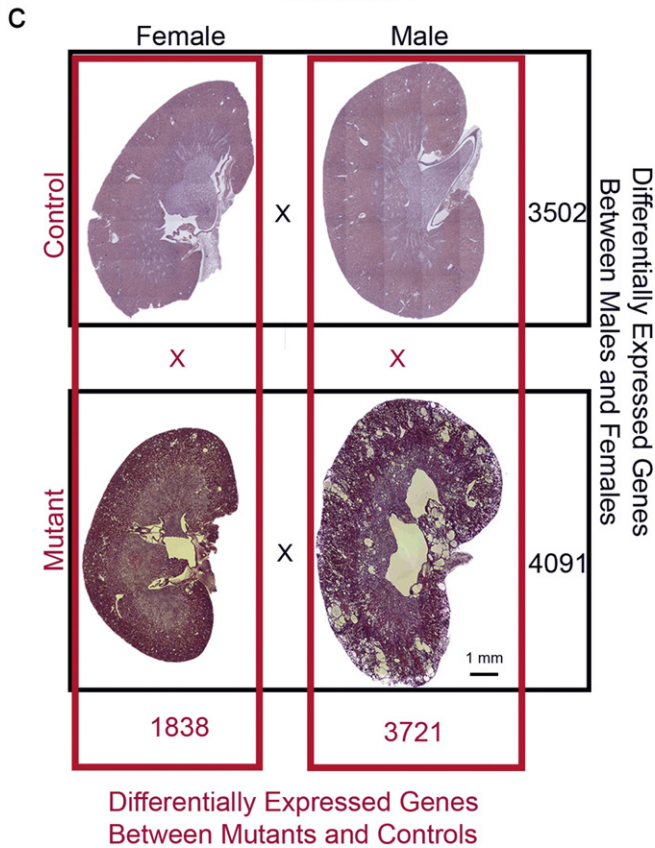 C
Female
Male
Control
X
3502
X
X
Mutant
X
4091
1 mm
1838
3721
Differentially Expressed Genes
Between Males and Females
Differentially Expressed Genes
Between Mutants and Controls